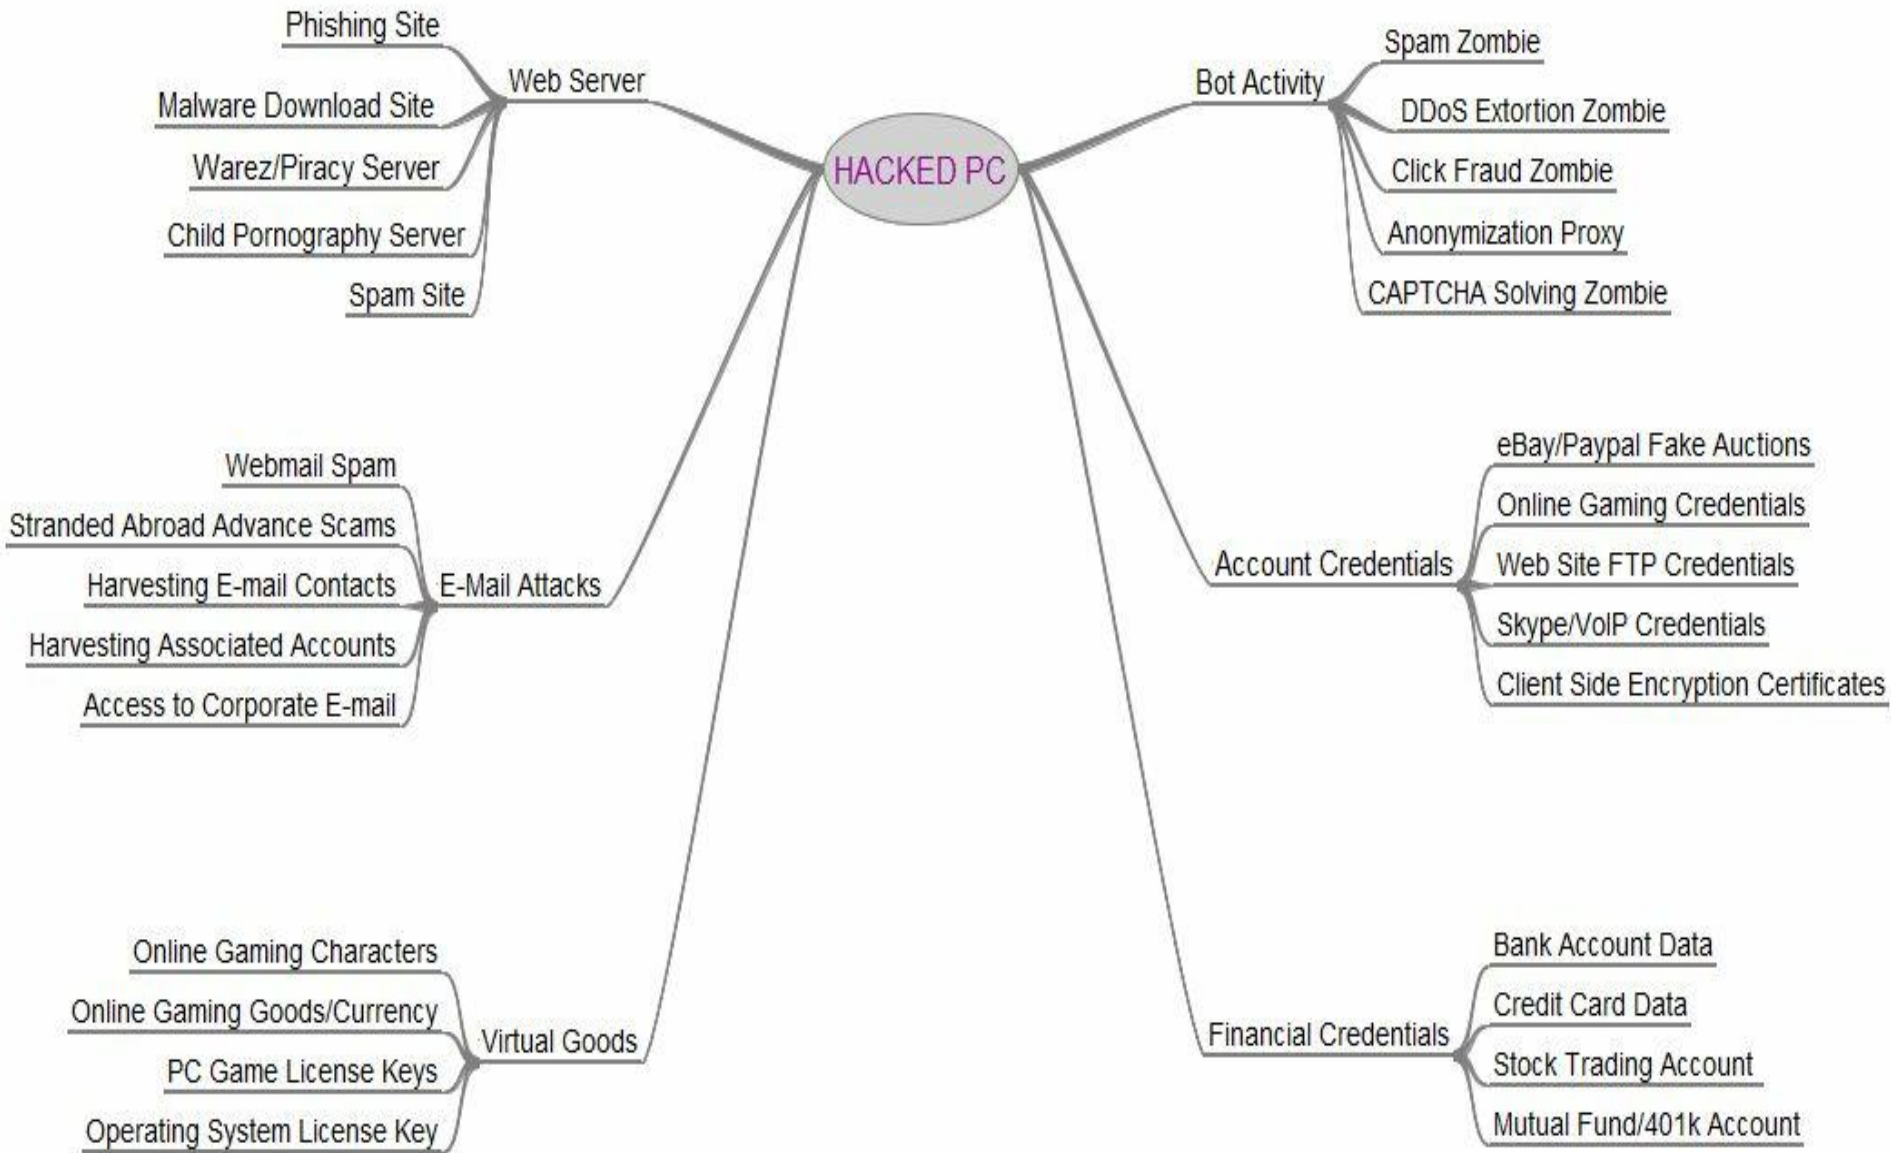 HACKED PC
Web Server
Phishing Site
Malware Download Site
Warez/Piracy Server
Child Pornography Server
Spam Site
E-Mail Attacks
Webmail Spam
Stranded Abroad Advance Scams
Harvesting E-mail Contacts
Harvesting Associated Accounts
Access to Corporate E-mail
Virtual Goods
Online Gaming Characters
Online Gaming Goods/Currency
PC Game License Keys
Operating System License Key
Bot Activity
Spam Zombie
DDoS Extortion Zombie
Click Fraud Zombie
Anonymization Proxy
CAPTCHA Solving Zombie
Account Credentials
eBay/Paypal Fake Auctions
Online Gaming Credentials
Web Site FTP Credentials
Skype/VoIP Credentials
Client Side Encryption Certificates
Financial Credentials
Bank Account Data
Credit Card Data
Stock Trading Account
Mutual Fund/401k Account